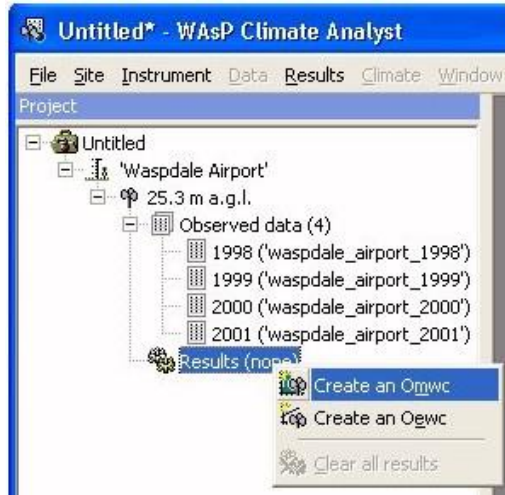 Untitled* - WAsP Climate Analyst
File Site Instrument Data Results Climate Window
Project
Untitled
'Waspdale Airport'
25.3 m a.g.l.
Observed data (4)
1998 ('waspdale_airport_1998')
1999 ('waspdale_airport_1999')
2000 ('waspdale_airport_2000')
2001 ('waspdale_airport_2001')
Results (none)
Create an Omwc
Create an Oewc
Clear all results